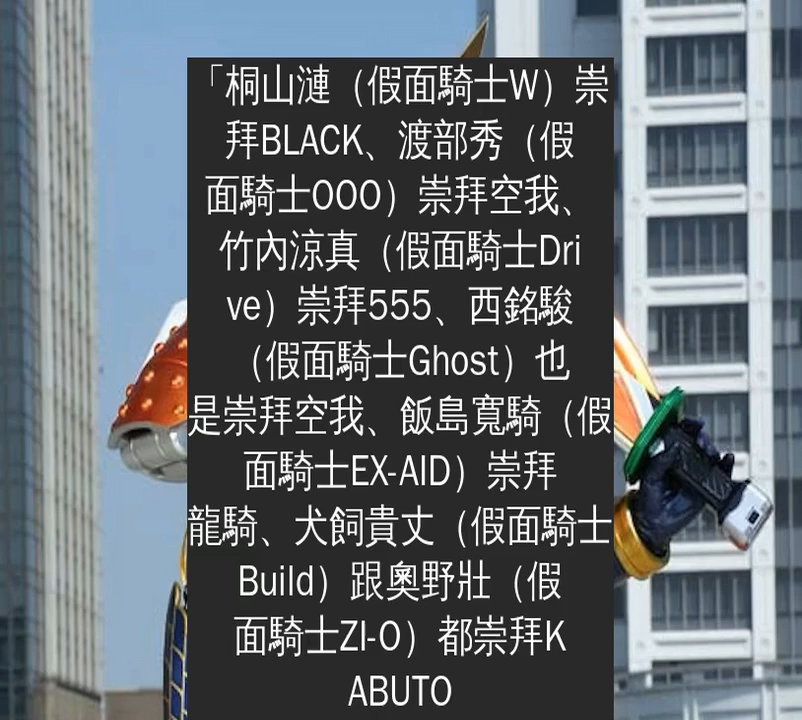 「桐山漣（假面騎士W）崇
拜BLACK、渡部秀（假
面騎士OOO）崇拜空我、
竹內涼真（假面騎士Dri
ve）崇拜555、西銘駿
（假面騎士Ghost）也
是崇拜空我、飯島寬騎（假
面騎士EX-AID）崇拜
龍騎、犬飼貴丈（假面騎士
Build）跟奧野壯（假
面騎士ZI-O）都崇拜K
ABUTO